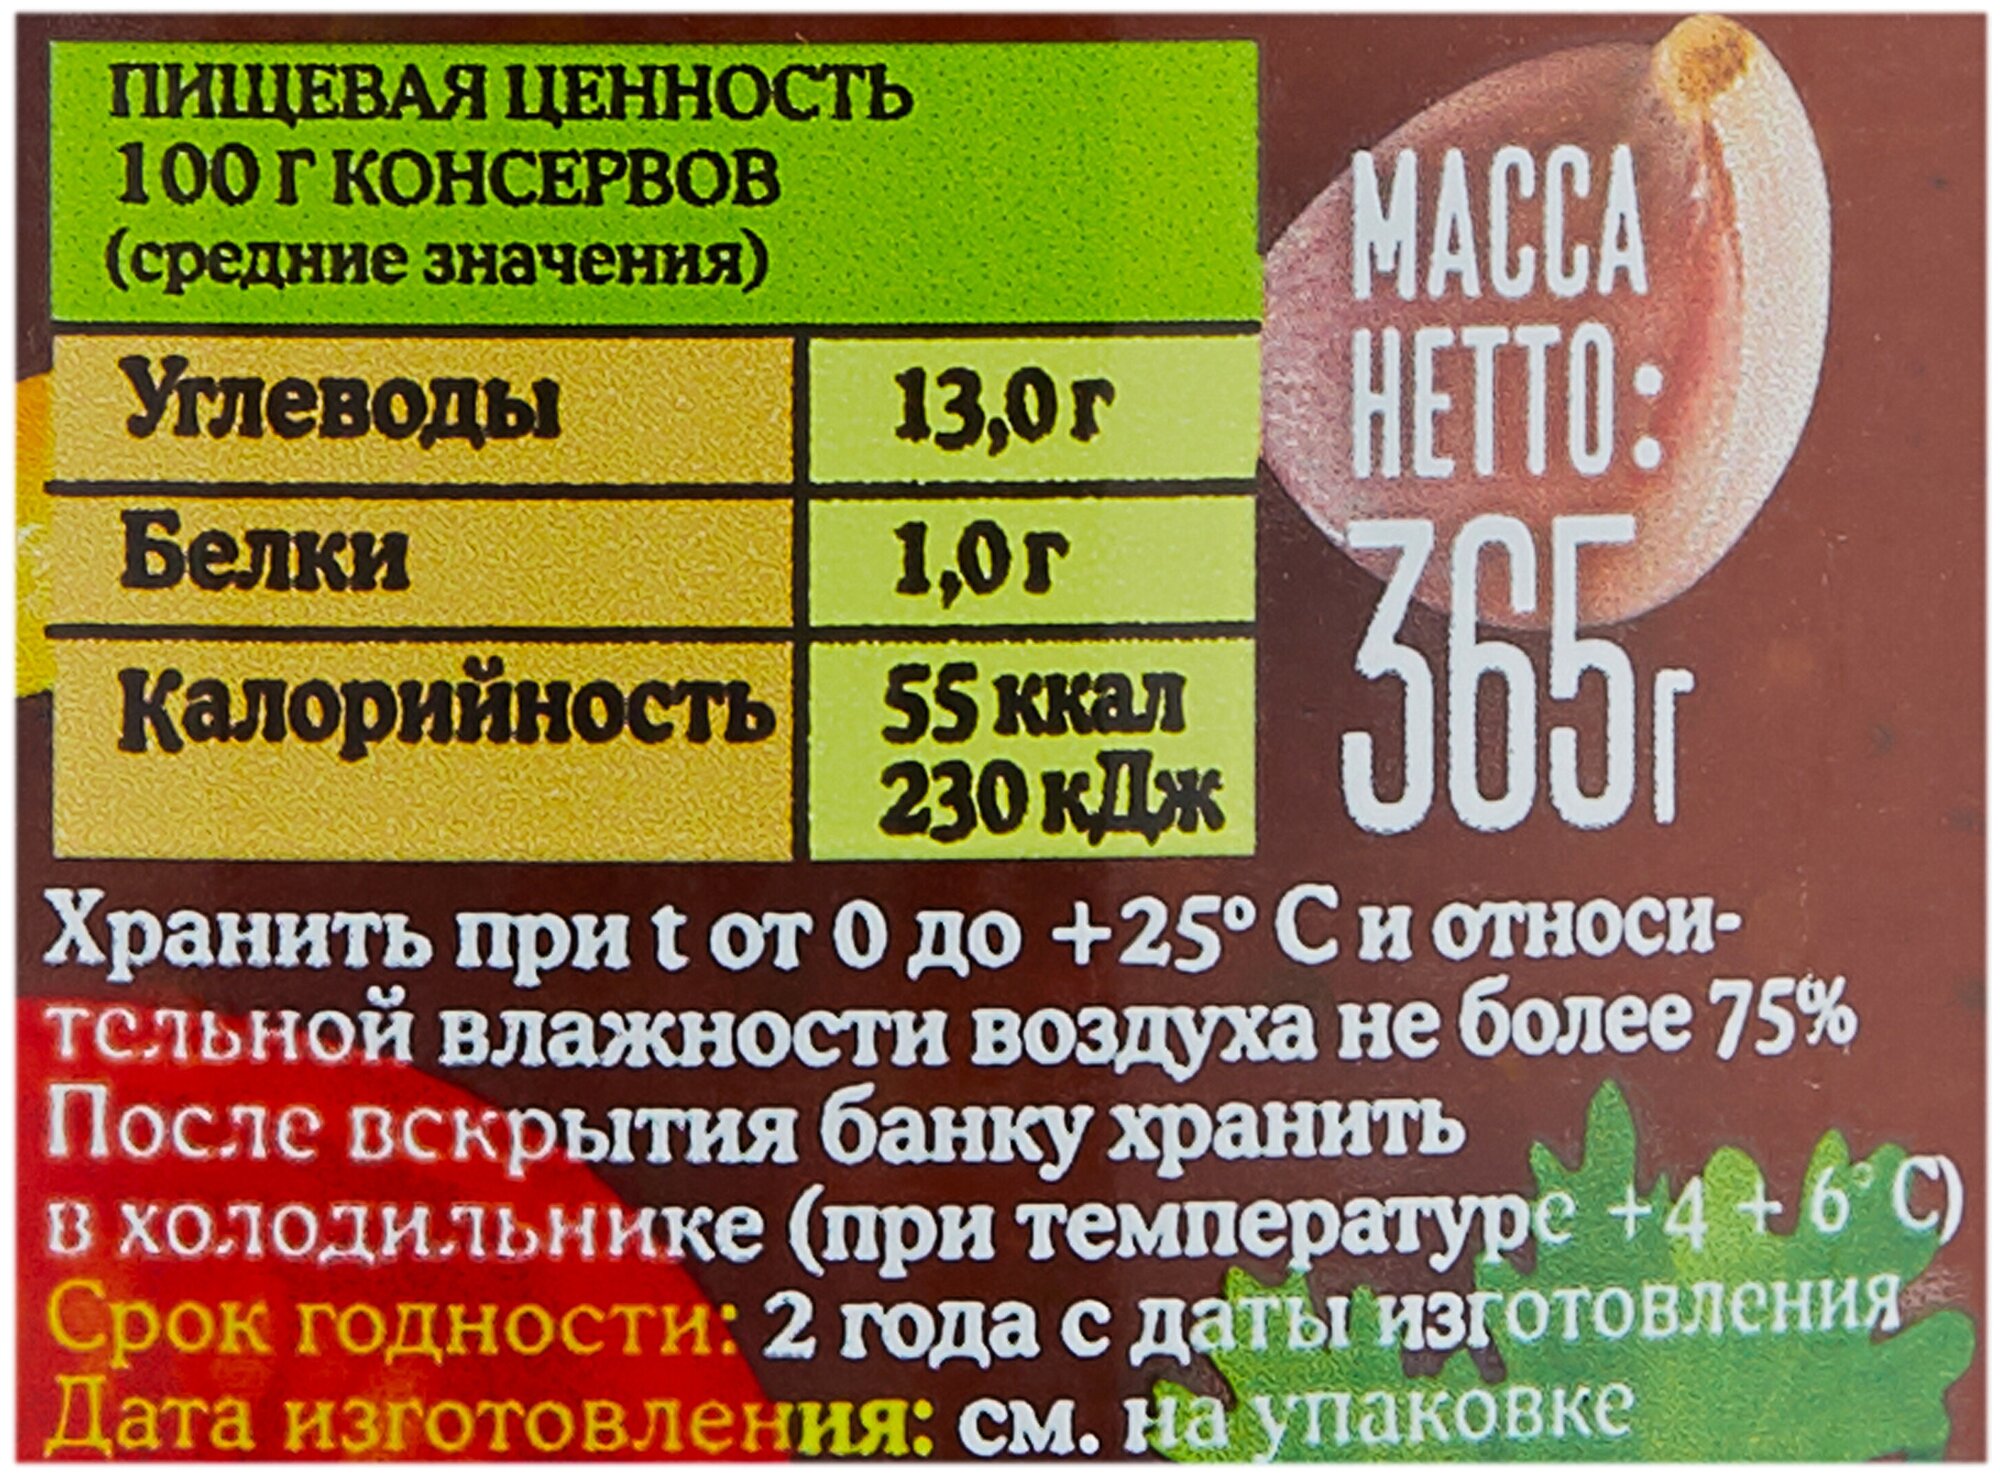 ПИЩЕВАЯ ЦЕННОСТЬ
100 Г КОНСЕРВОВ
(средние значения)
Углеводы 13,0 г
Белки 1,0 г
Калорийность 55 ккал
230 кДж
МАССА
НЕТТО:
365г
Хранить при t от 0 до +25° С и относи-
тельной влажности воздуха не более 75%
После вскрытия банку хранить
в холодильнике (при температуре +4 + 6° С)
Срок годности: 2 года с даты изготовления
Дата изготовления: см. на упаковке